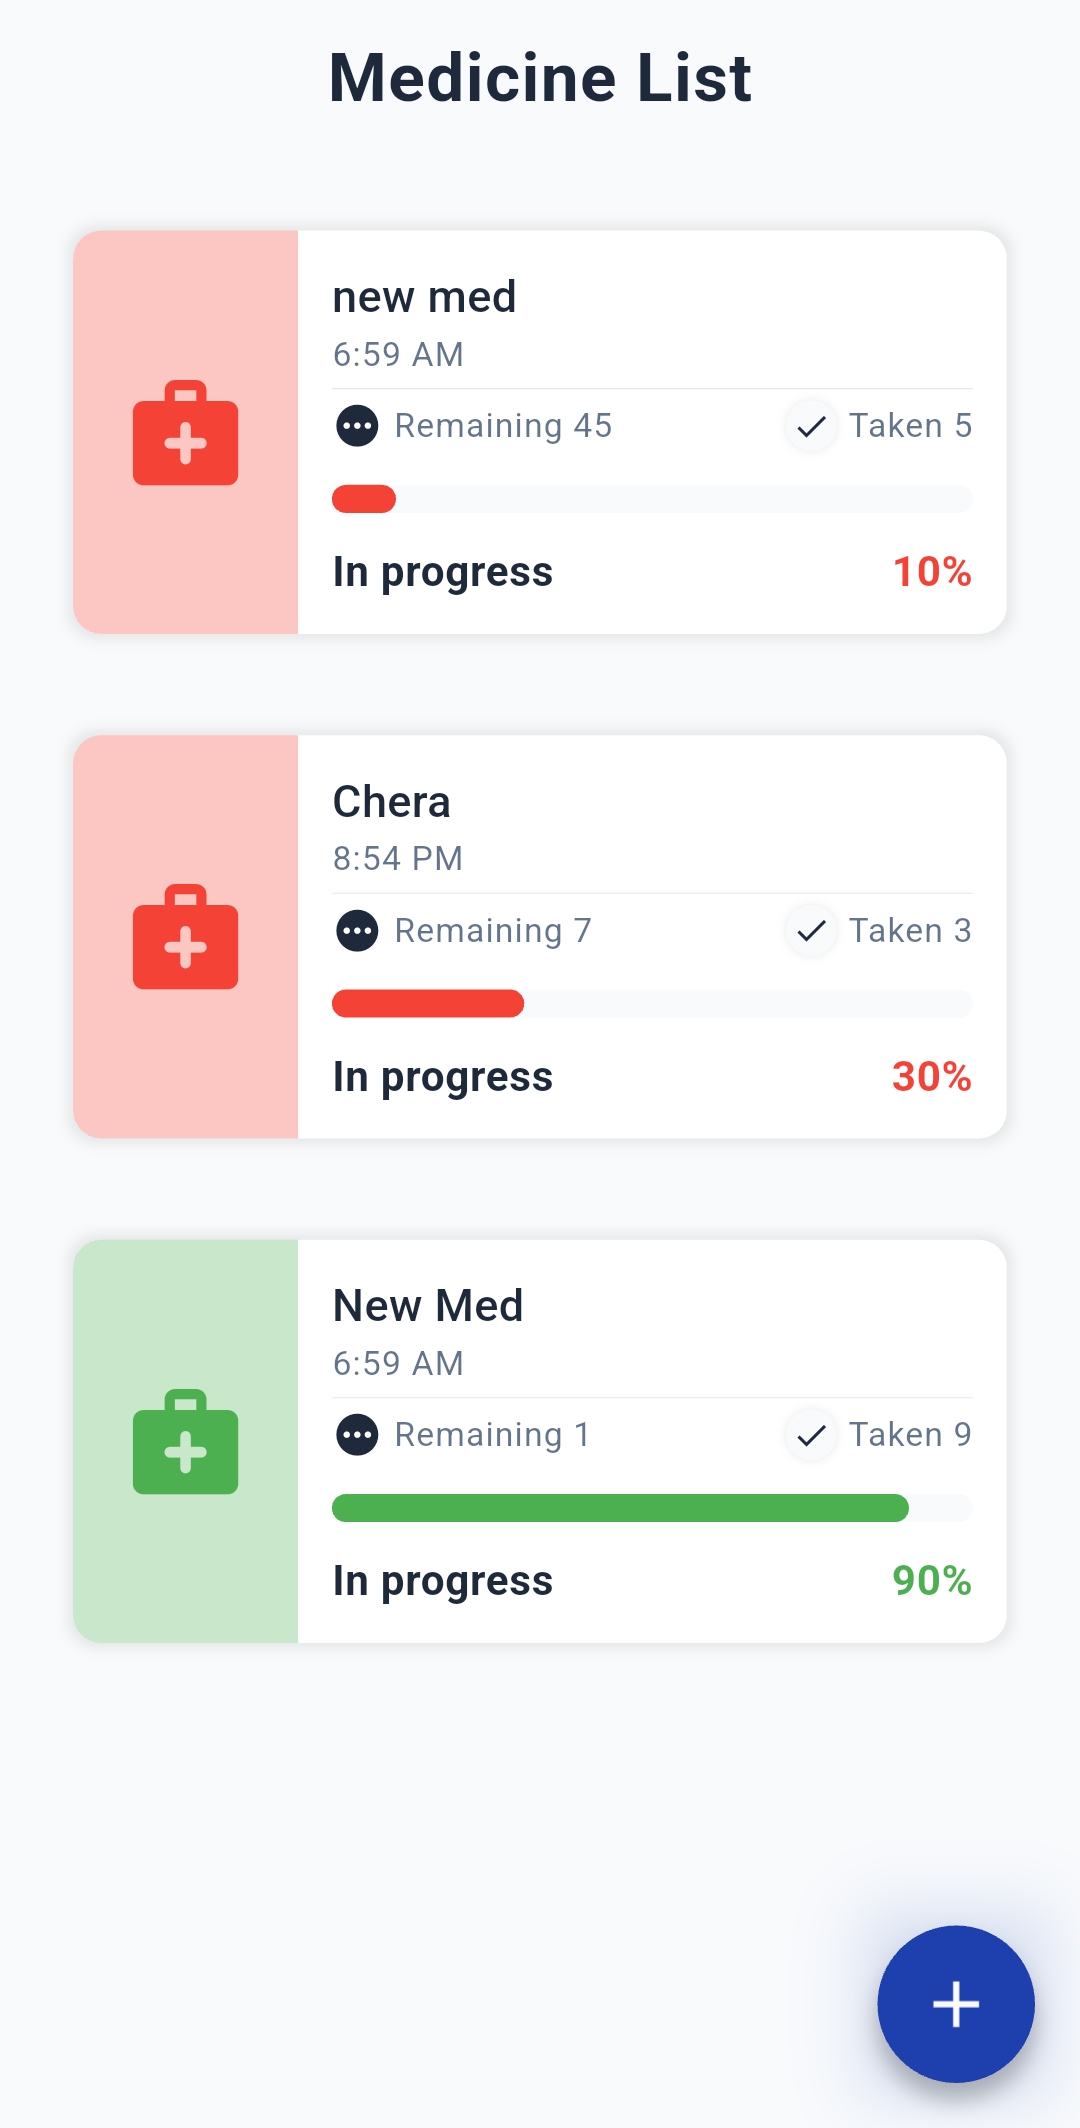 Medicine List
new med
6:59 AM
Remaining 45 Taken 5
In progress 10%
Chera
8:54 PM
Remaining 7 Taken 3
In progress 30%
New Med
6:59 AM
Remaining 1 Taken 9
In progress 90%